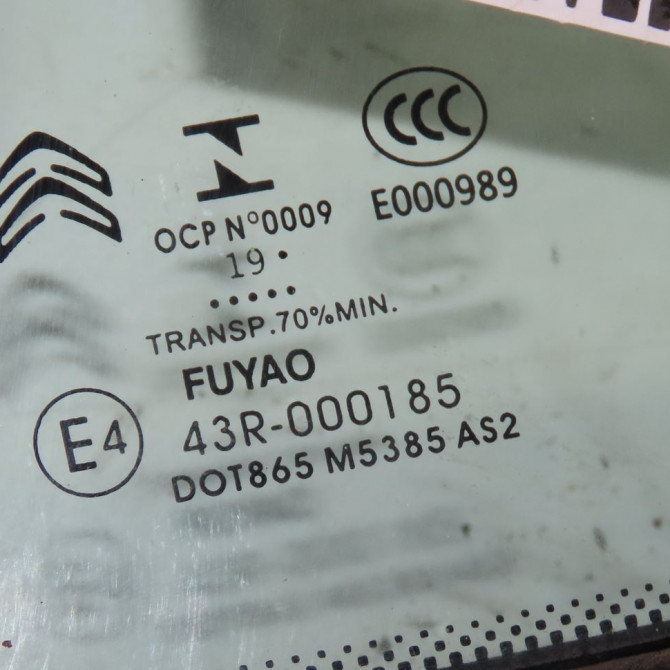 CCC
E000989
OCP N°0009
19 •
•••••
TRANSP.70%MIN.
FUYAO
E4
43R-000185
DOT865 M5385 AS2